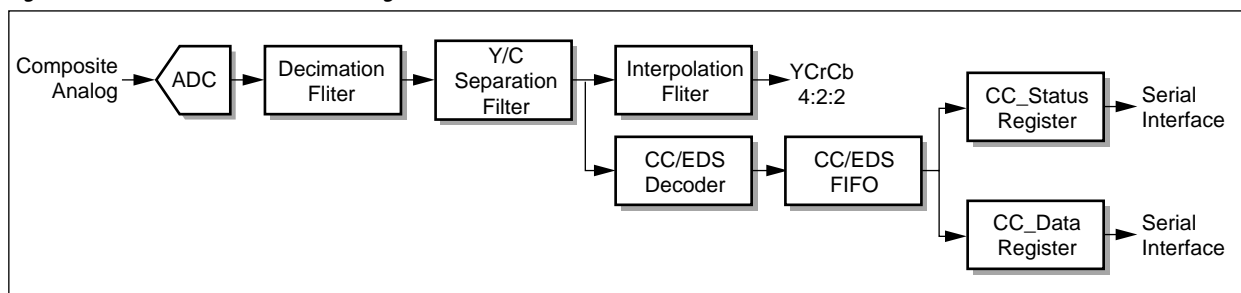 Composite
Analog
ADC
Decimation
Fliter
Y/C
Separation
Filter
Interpolation
Fliter
YCrCb
4:2:2
CC/EDS
Decoder
CC/EDS
FIFO
CC_Status
Register
Serial
Interface
CC_Data
Register
Serial
Interface